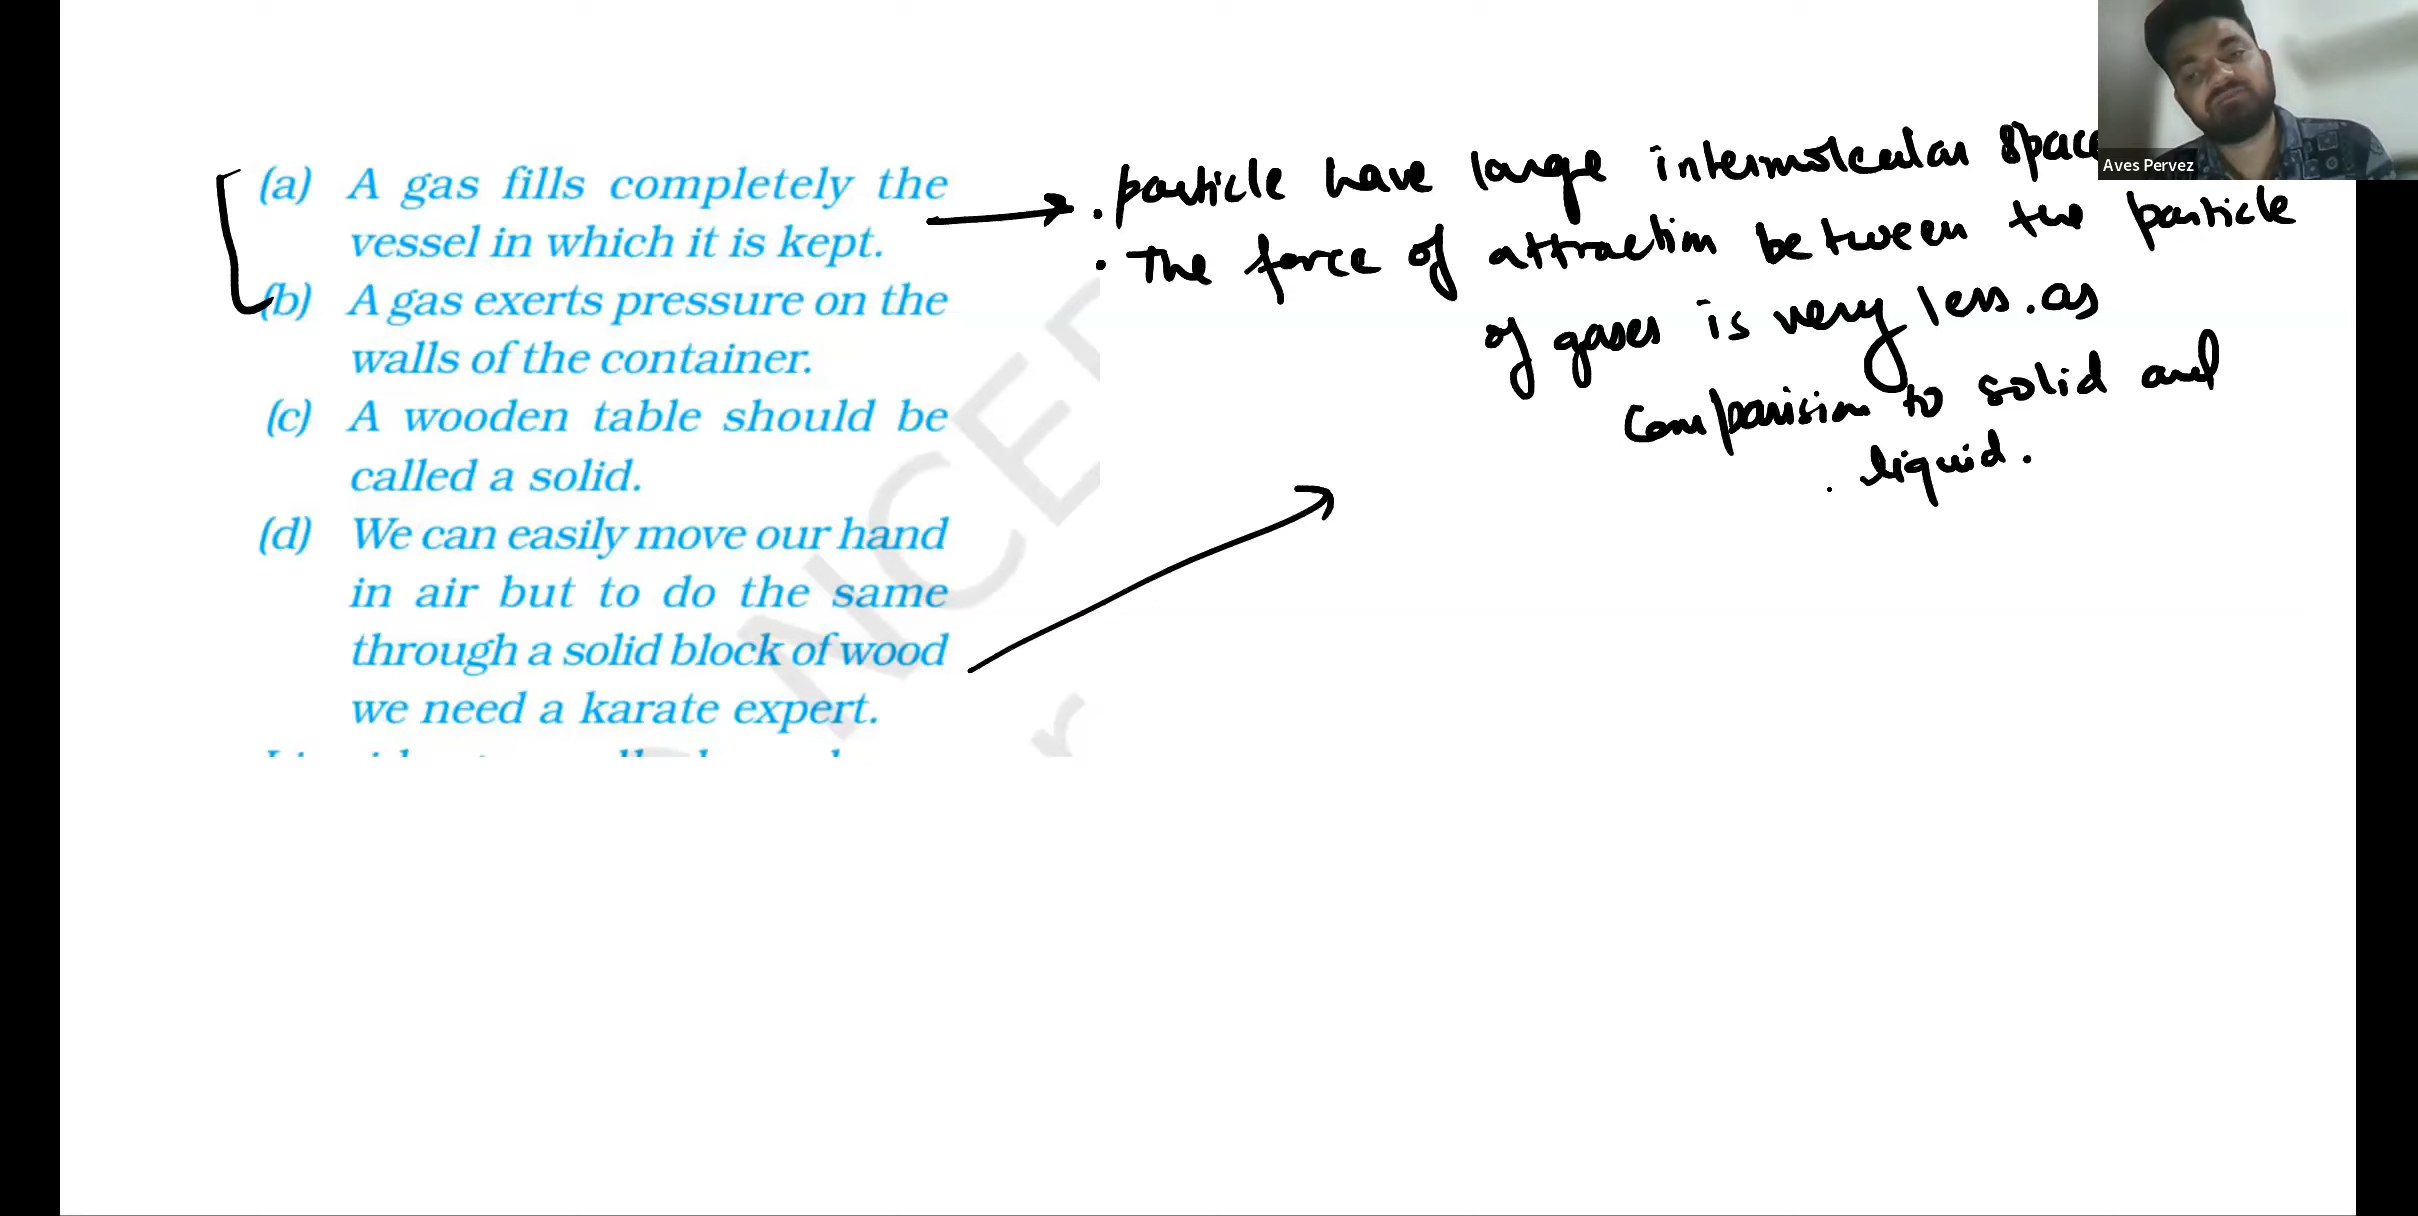 (a) A gas fills completely the
vessel in which it is kept.
(b) A gas exerts pressure on the
walls of the container.
(c) A wooden table should be
called a solid.
(d) We can easily move our hand
in air but to do the same
through a solid block of wood
we need a karate expert.
. particle have large intermolcular space
. The force of attraction between the particle
of gases is very less. as
comparision to solid and
. liquid.
Aves Pervez
NCE